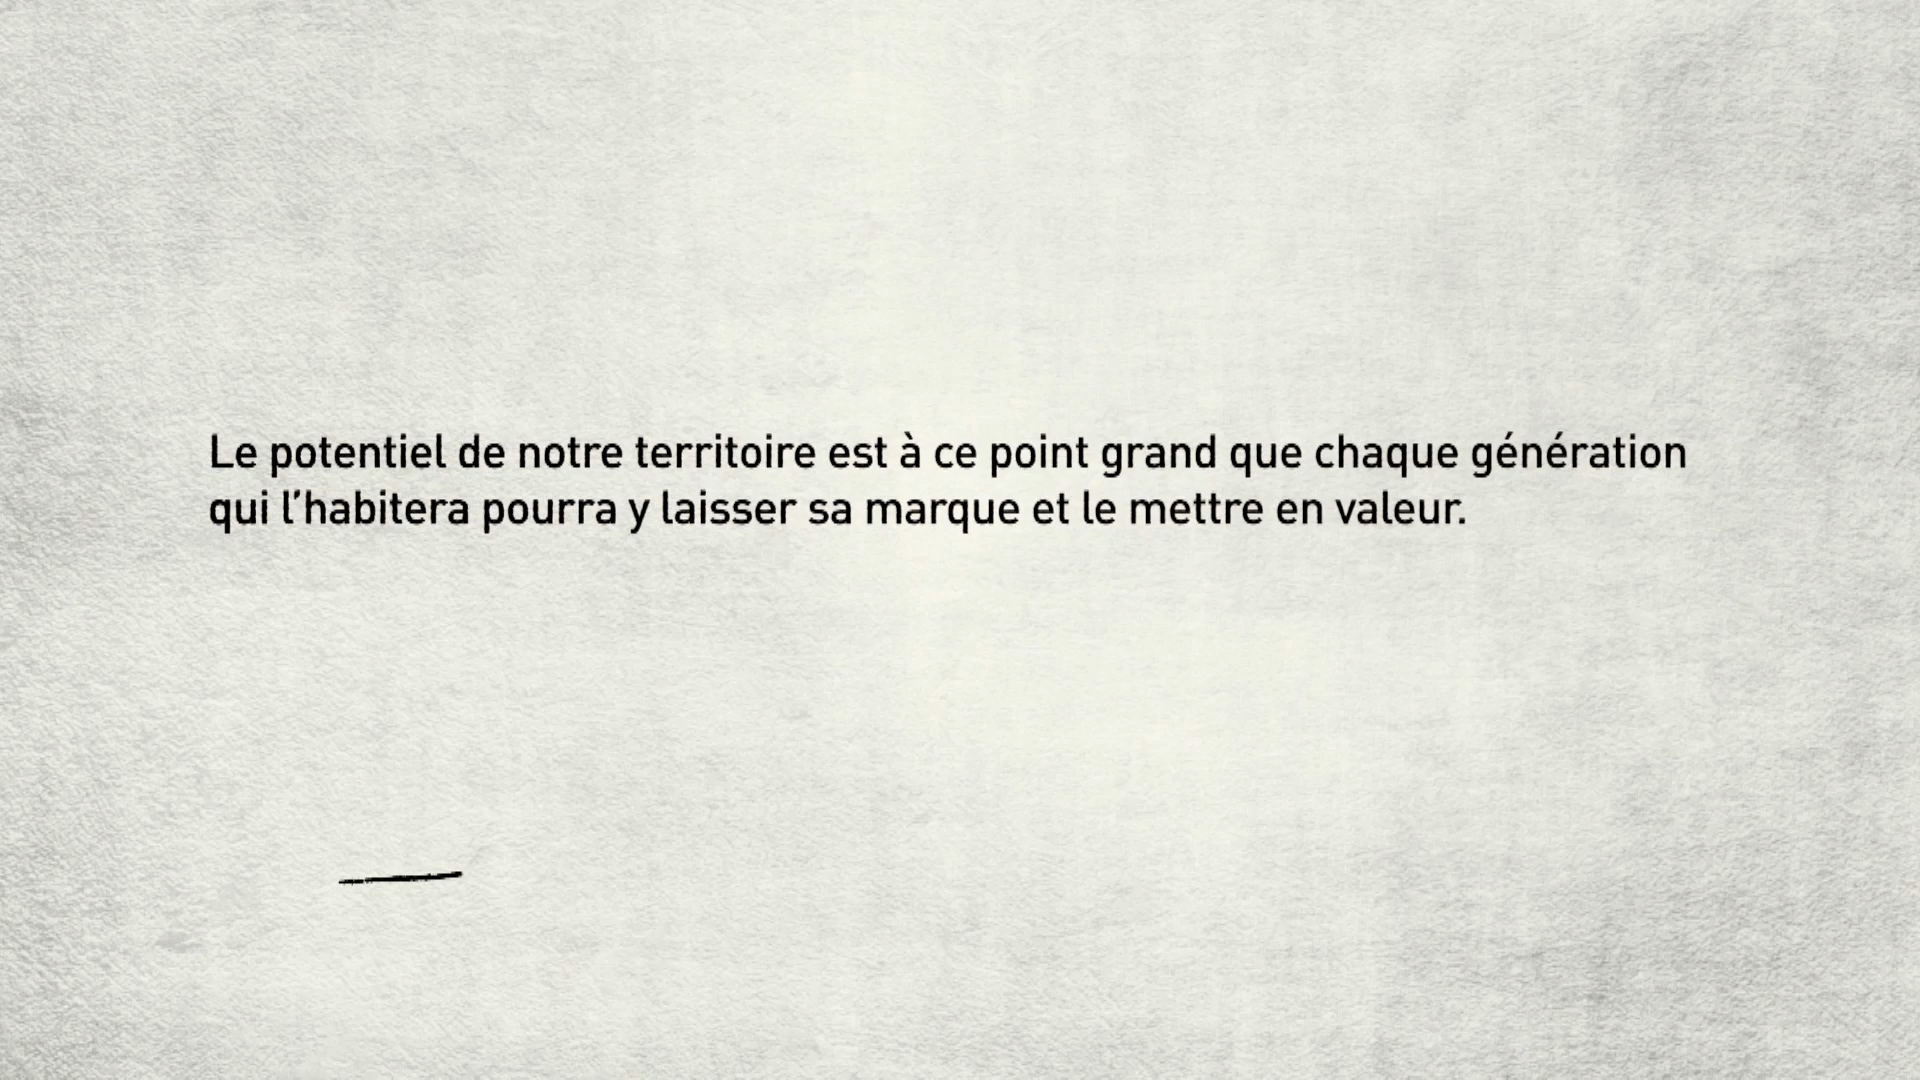 Le potentiel de notre territoire est à ce point grand que chaque génération
qui l’habitera pourra y laisser sa marque et le mettre en valeur.